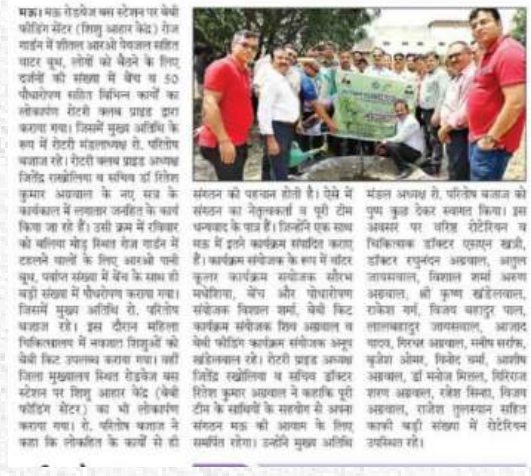 मऊ। मऊ रोडवेज बस स्टेशन पर बेबी
फीडिंग सेंटर (शिशु आहार केंद्र) रोज
गार्डन में शीतल आरओ पेयजल सहित
वाटर बूथ, लोगों को बैठने के लिए
दर्जनों की संख्या में बेंच व 50
पौधारोपण सहित विभिन्न कार्यों का
लोकार्पण रोटरी क्लब प्राइड द्वारा
कराया गया। जिसमें मुख्य अतिथि के
रूप में रोटरी मंडलाध्यक्ष रो. परितोष
बजाज रहे। रोटरी क्लब प्राइड अध्यक्ष
जितेंद्र राखोलिया व सचिव डॉ रितेश
कुमार अग्रवाल के नए सत्र के
कार्यकाल में लगातार जनहित के कार्य
किया जा रहे हैं। उसी क्रम में रविवार
को बलिया मोड़ स्थित रोज गार्डन में
टहलने वालों के लिए आरओ पानी
बूथ, पर्याप्त संख्या में बेंच के साथ ही
बड़ी संख्या में पौधरोपण कराया गया।
जिसमें मुख्य अतिथि रो. परितोष
बजाज रहे। इस दौरान महिला
चिकित्सालय में नवजात शिशुओं को
बेबी किट उपलब्ध कराया गया। वहीं
जिला मुख्यालय स्थित रोडवेज बस
स्टेशन पर शिशु आहार केंद्र (बेबी
फीडिंग सेंटर) का भी लोकार्पण
कराया गया। रो. परितोष बजाज ने
कहा कि लोकहित के कार्यों से ही
संगठन की पहचान होती है। ऐसे में
संगठन का नेतृत्वकर्ता व पूरी टीम
धन्यवाद के पात्र हैं। जिन्होंने एक साथ
मऊ में इतने कार्यक्रम संपादित कराए
हैं। कार्यक्रम संयोजक के रूप में वॉटर
कूलर कार्यक्रम संयोजक सौरभ
मधेशिया, बेंच और पौधारोपण
संयोजक विशाल शर्मा, बेबी किट
कार्यक्रम संयोजक शिव अग्रवाल व
बेबी फीडिंग कार्यक्रम संयोजक अनूप
खंडेलवाल रहे। रोटरी प्राइड अध्यक्ष
जितेंद्र रखोलिया व सचिव डॉक्टर
रितेश कुमार अग्रवाल ने कहाकि पूरी
टीम के साथियों के सहयोग से अपना
संगठन मऊ की आवाम के लिए
समर्पित रहेगा। उन्होंने मुख्य अतिथि
मंडल अध्यक्ष रो. परितोष बजाज को
पुष्प कुछ देकर स्वागत किया। इस
अवसर पर वरिष्ठ रोटेरियन व
चिकित्सक डॉक्टर एसएन खत्री,
डॉक्टर रघुनंदन अग्रवाल, अतुल
जायसवाल, विशाल शर्मा अरुण
अग्रवाल, श्री कृष्ण खंडेलवाल,
राकेश गर्ग, विजय बहादुर पाल,
लालबहादुर जायसवाल, आजाद
यादव, गिरधर अग्रवाल, मनीष सर्राफ,
बृजेश ओमर, विनोद वर्मा, आशीष
अग्रवाल, डॉ मनोज मित्तल, गिरिराज
शरण अग्रवाल, रजेश सिन्हा, विजय
अग्रवाल, राजेश तुलस्यान सहित
काफी बड़ी संख्या में रोटेरियन
उपस्थित रहे।